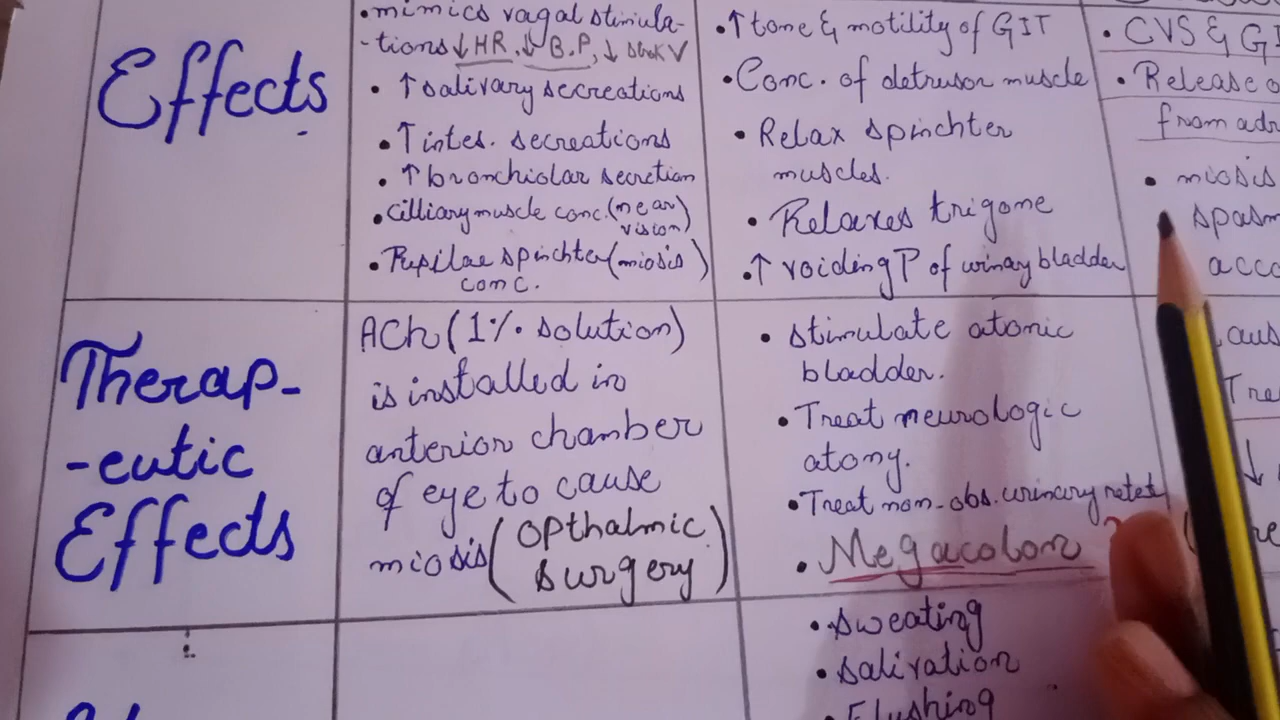 Effects
•mimics vagal stimula-
-tions ↓HR, ↓B.P, ↓ stroke V
• ↑salivary secreations
•↑intes. secreations
• ↑bronchiolar secretion
•cilliary muscle conc.(near
vision)
•Pupilae spinchter(miosis)
conc.
•↑tone & motility of GIT
•Conc. of detrusor muscle
• Relax spinchter
muscles.
• Relaxes trigone
•↑ voiding P of urinary bladder
• CVS & GI
• Release o
from adr
• miosis
spasm
acco
Therap-
-eutic
Effects
ACh(1% solution)
is installed in
anterior chamber
of eye to cause
miosis(opthalmic
surgery)
• stimulate atonic
bladder.
• Treat neurologic
atony.
•Treat non-obs. urinary
• Megacolon
•sweating
•salivation
•Flushing
aus
Tre
↓